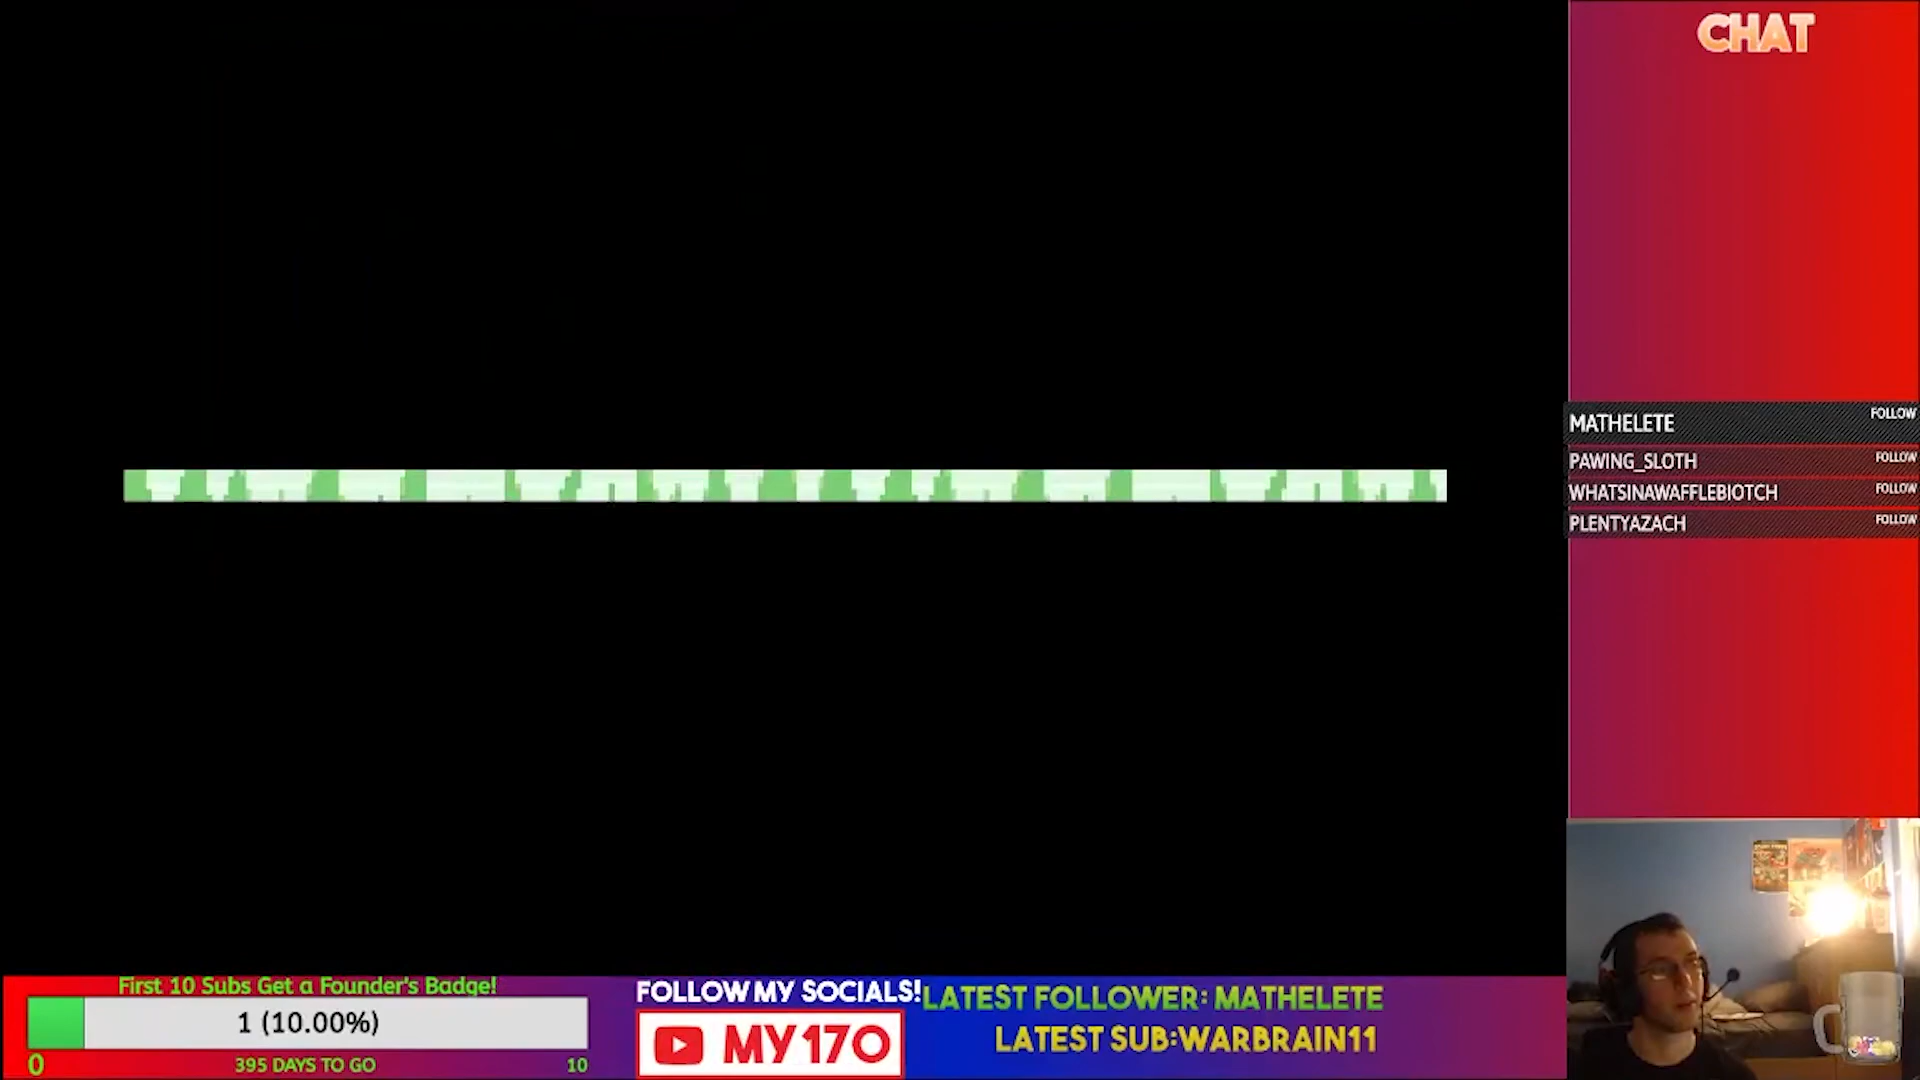 CHAT
MATHELETE FOLLOW
PAWING_SLOTH FOLLOW
WHATSINAWAFFLEBIOTCH FOLLOW
PLENTYAZACH FOLLOW
First 10 Subs Get a Founder's Badge!
1 (10.00%)
0 395 DAYS TO GO 10
FOLLOW MY SOCIALS!
MY170
LATEST FOLLOWER: MATHELETE
LATEST SUB:WARBRAIN11